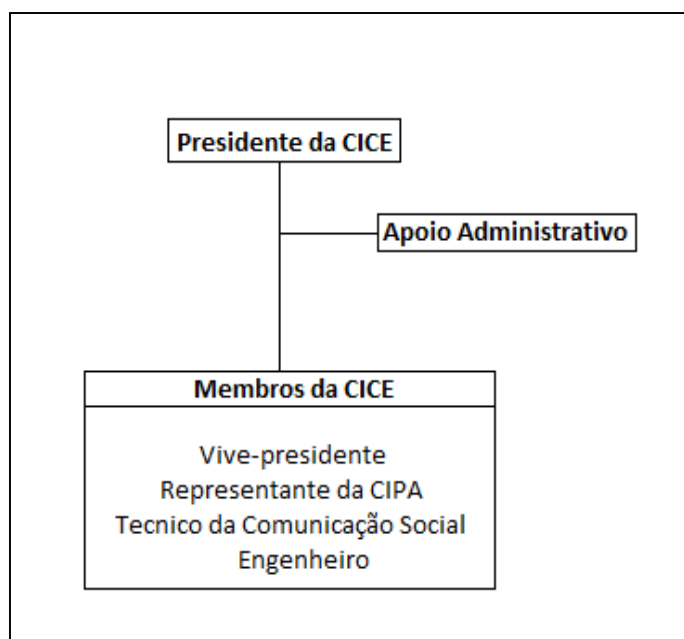 Presidente da CICE
Apoio Administrativo
Membros da CICE
Vive-presidente
Representante da CIPA
Tecnico da Comunicação Social
Engenheiro